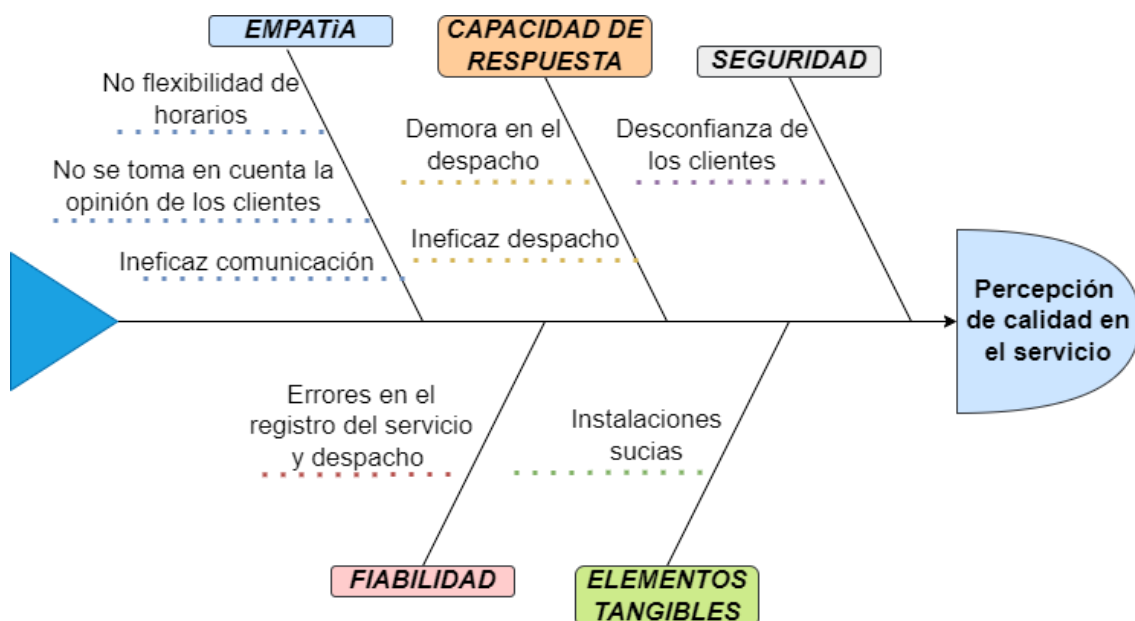 EMPATiA
CAPACIDAD DE
RESPUESTA
SEGURIDAD
No flexibilidad de
horarios
No se toma en cuenta la
opinión de los clientes
Ineficaz comunicación
Demora en el
despacho
Ineficaz despacho
Desconfianza de
los clientes
Percepción
de calidad en
el servicio
Errores en el
registro del servicio
y despacho
Instalaciones
sucias
FIABILIDAD
ELEMENTOS
TANGIBLES